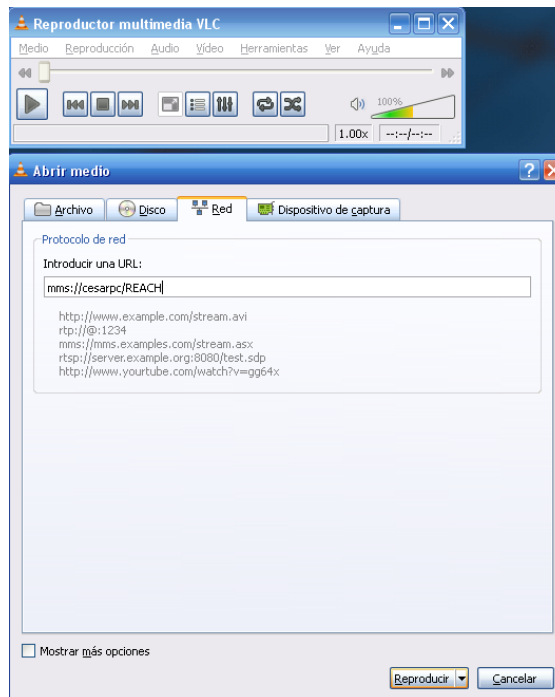 Reproductor multimedia VLC
Medio Reproducción Audio Vídeo Herramientas Ver Ayuda
100%
1.00x --:--/--:--
Abrir medio
Archivo Disco Red Dispositivo de captura
Protocolo de red
Introducir una URL:
mms://cesarpc/REACH
http://www.example.com/stream.avi
rtp://@:1234
mms://mms.examples.com/stream.asx
rtsp://server.example.org:8080/test.sdp
http://www.yourtube.com/watch?v=gg64x
Mostrar más opciones
Reproducir Cancelar